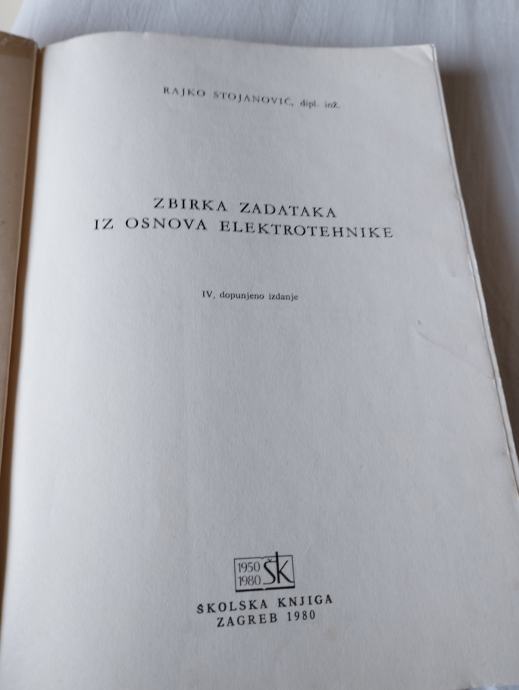 RAJKO STOJANOVIĆ, dipl. inž.
ZBIRKA ZADATAKA
IZ OSNOVA ELEKTROTEHNIKE
IV, dopunjeno izdanje
1950
1980
ŠK
ŠKOLSKA KNJIGA
ZAGREB 1980